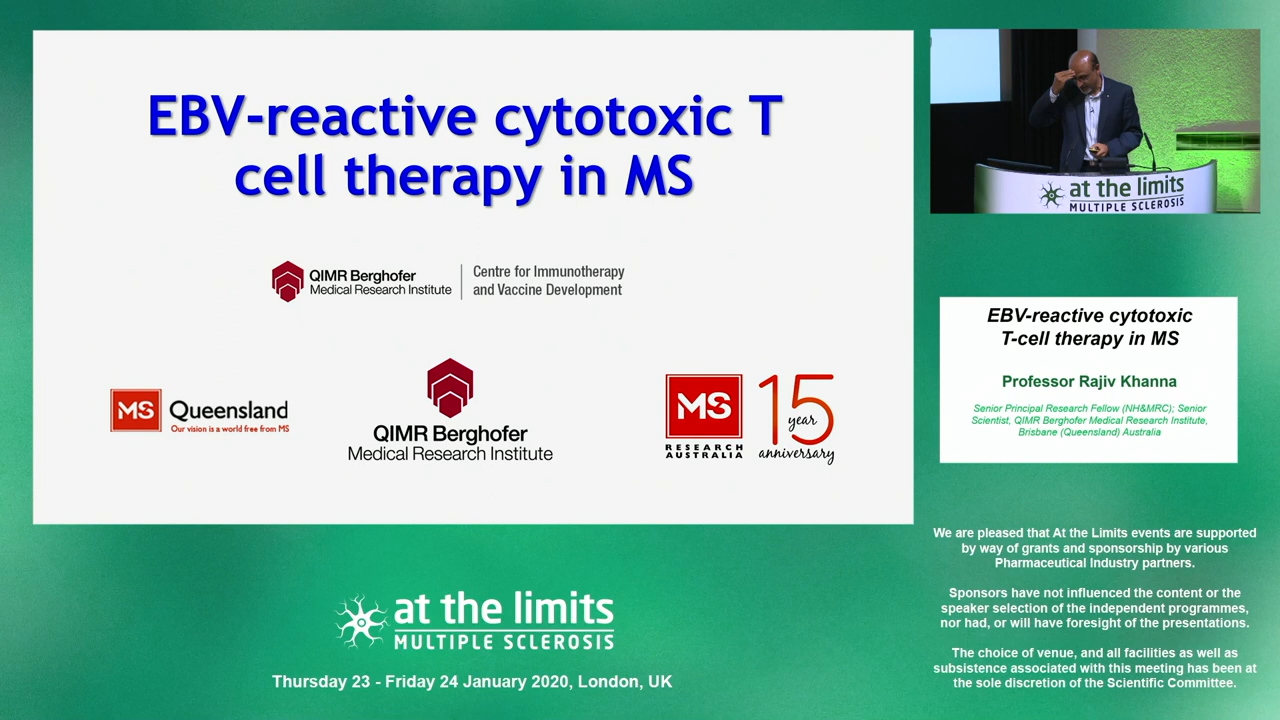 EBV-reactive cytotoxic T
cell therapy in MS
QIMR Berghofer
Medical Research Institute
Centre for Immunotherapy
and Vaccine Development
MS Queensland
Our vision is a world free from MS
QIMR Berghofer
Medical Research Institute
MS
RESEARCH
AUSTRALIA
15
year
anniversary
at the limits
MULTIPLE SCLEROSIS
Thursday 23 - Friday 24 January 2020, London, UK
at the limits
MULTIPLE SCLEROSIS
EBV-reactive cytotoxic
T-cell therapy in MS
Professor Rajiv Khanna
Senior Principal Research Fellow (NH&MRC); Senior
Scientist, QIMR Berghofer Medical Research Institute,
Brisbane (Queensland) Australia
We are pleased that At the Limits events are supported
by way of grants and sponsorship by various
Pharmaceutical Industry partners.
Sponsors have not influenced the content or the
speaker selection of the independent programmes,
nor had, or will have foresight of the presentations.
The choice of venue, and all facilities as well as
subsistence associated with this meeting has been at
the sole discretion of the Scientific Committee.